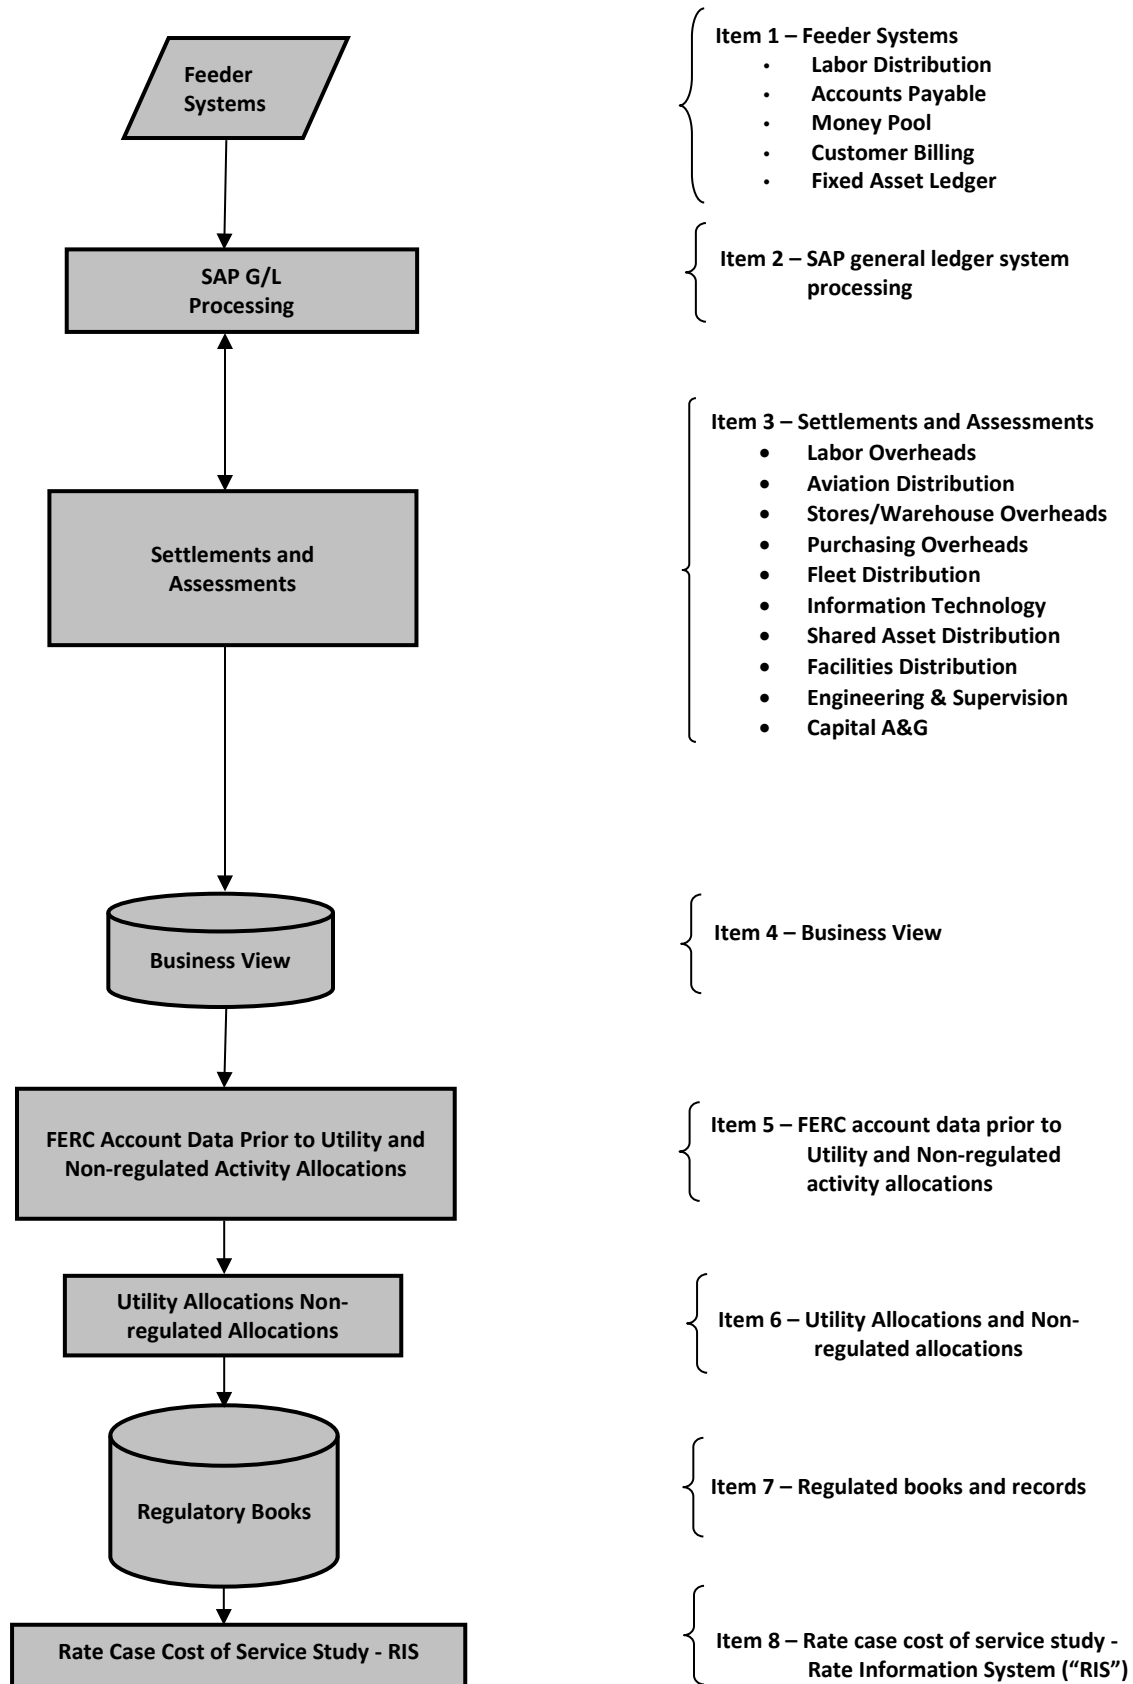 Feeder
Systems
Item 1 – Feeder Systems
• Labor Distribution
• Accounts Payable
• Money Pool
• Customer Billing
• Fixed Asset Ledger
SAP G/L
Processing
Item 2 – SAP general ledger system
processing
Settlements and
Assessments
Item 3 – Settlements and Assessments
• Labor Overheads
• Aviation Distribution
• Stores/Warehouse Overheads
• Purchasing Overheads
• Fleet Distribution
• Information Technology
• Shared Asset Distribution
• Facilities Distribution
• Engineering & Supervision
• Capital A&G
Business View
Item 4 – Business View
FERC Account Data Prior to Utility and
Non-regulated Activity Allocations
Item 5 – FERC account data prior to
Utility and Non-regulated
activity allocations
Utility Allocations Non-
regulated Allocations
Item 6 – Utility Allocations and Non-
regulated allocations
Regulatory Books
Item 7 – Regulated books and records
Rate Case Cost of Service Study - RIS
Item 8 – Rate case cost of service study -
Rate Information System (“RIS”)